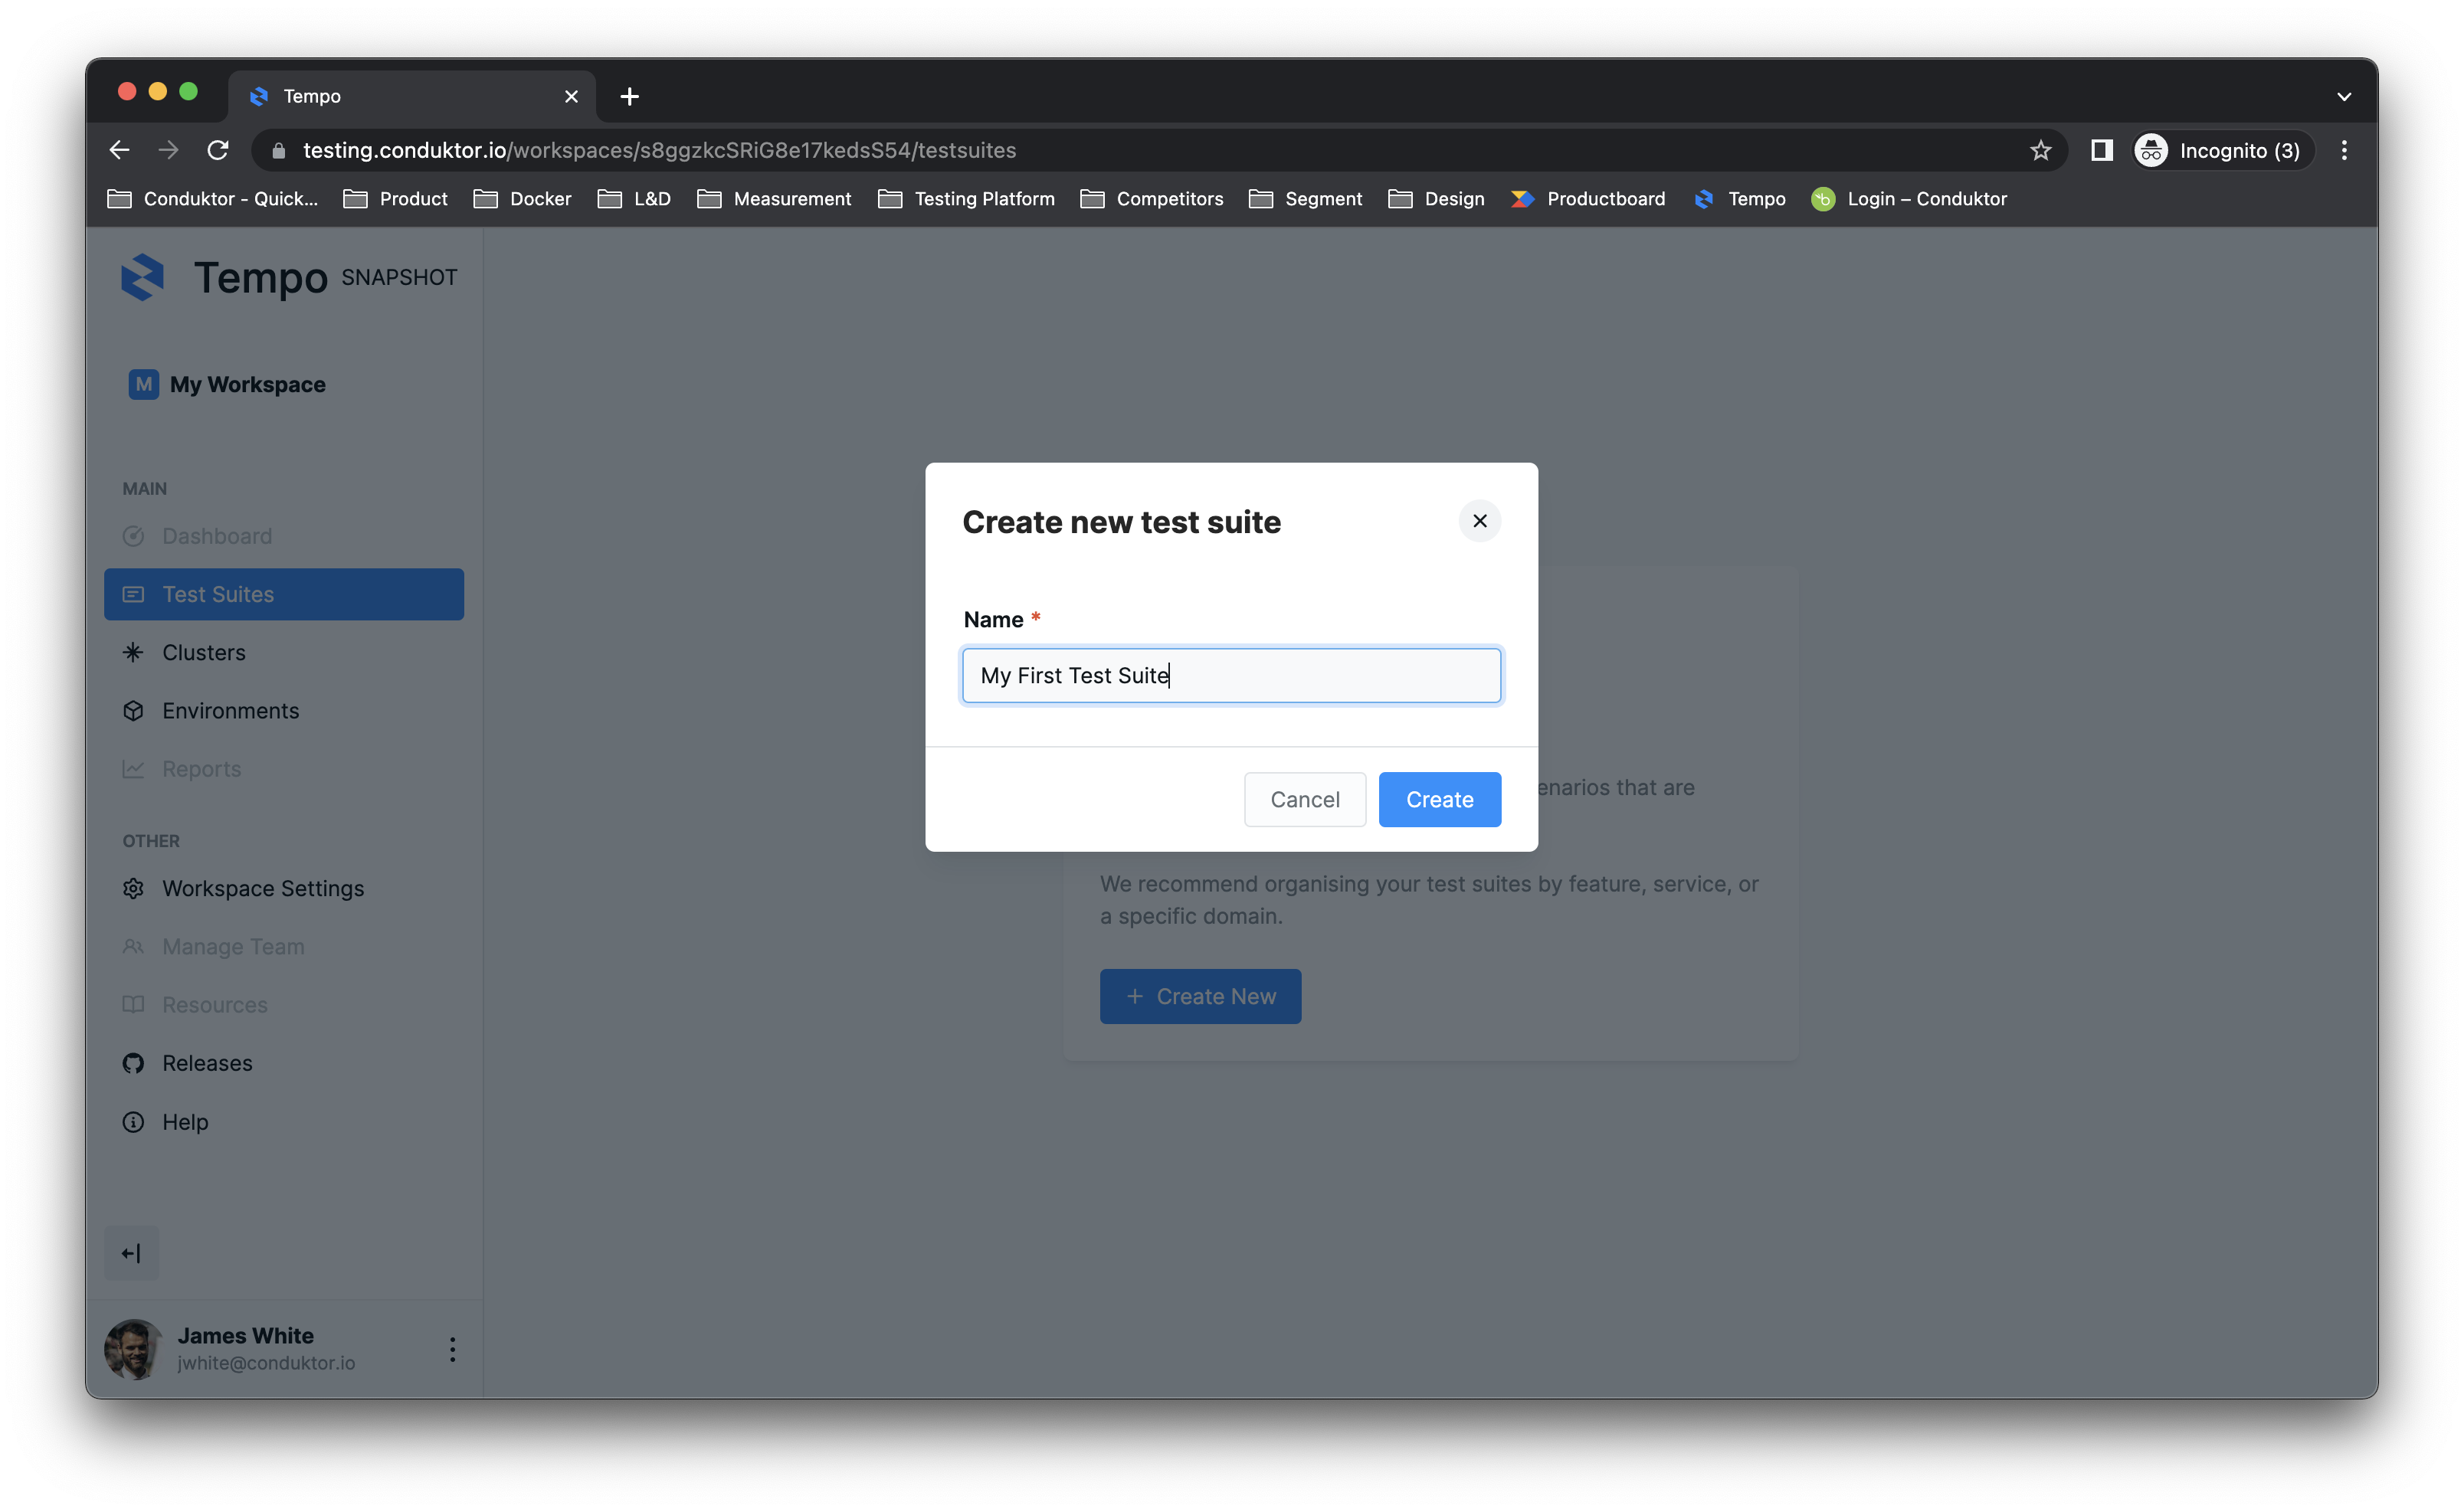 Tempo
testing.conduktor.io/workspaces/s8ggzkcSRiG8e17kedsS54/testsuites
Incognito (3)
Conduktor - Quick... Product Docker L&D Measurement Testing Platform Competitors Segment Design Productboard Tempo Login – Conduktor
Tempo SNAPSHOT
M My Workspace
MAIN
Dashboard
Test Suites
Clusters
Environments
Reports
OTHER
Workspace Settings
Manage Team
Resources
Releases
Help
James White
jwhite@conduktor.io
Create new test suite
Name *
My First Test Suite
Cancel Create
that are
We recommend organising your test suites by feature, service, or
a specific domain.
+ Create New